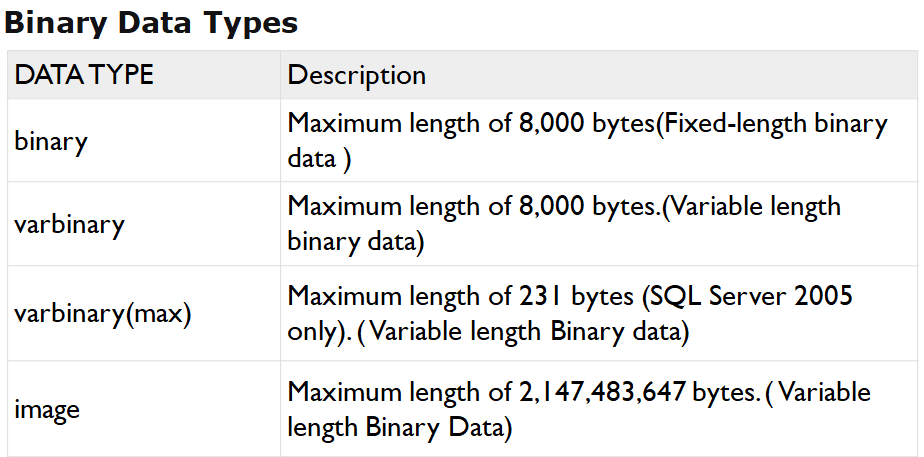 Binary Data Types
DATA TYPE Description
binary Maximum length of 8,000 bytes(Fixed-length binary
data )
varbinary Maximum length of 8,000 bytes.(Variable length
binary data)
varbinary(max) Maximum length of 231 bytes (SQL Server 2005
only). ( Variable length Binary data)
image Maximum length of 2,147,483,647 bytes. ( Variable
length Binary Data)